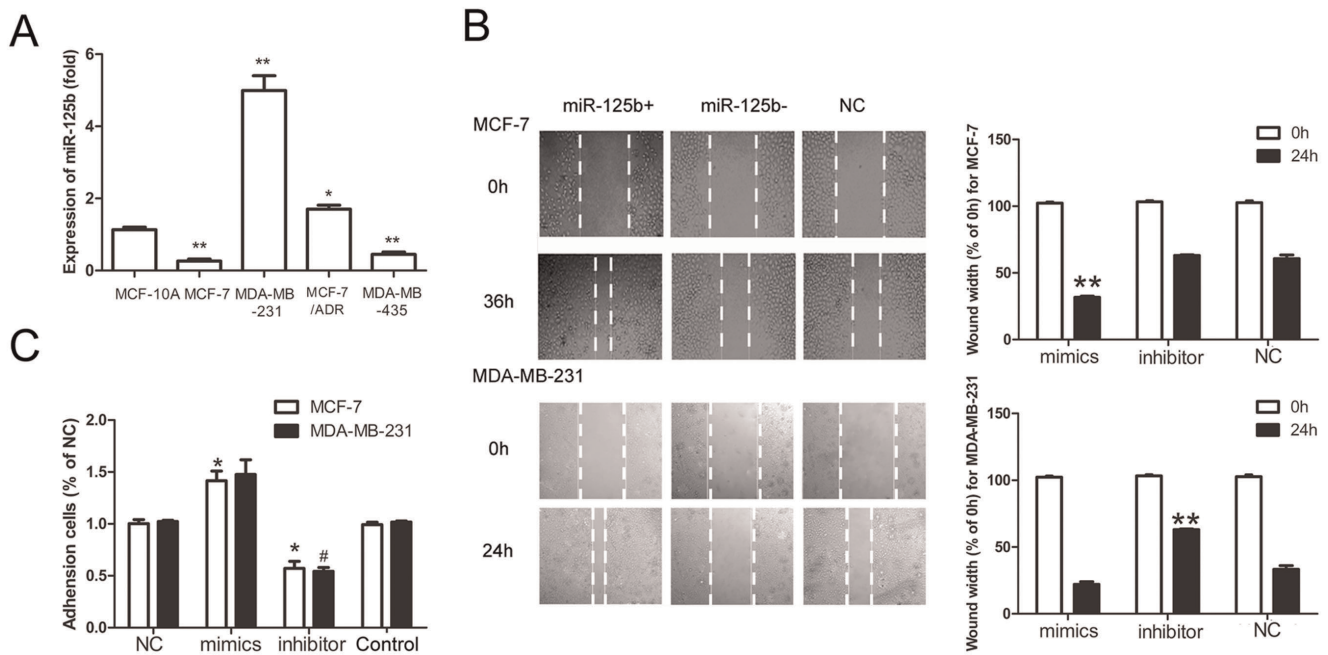 A
Expression of miR-125b (fold)
6
4
2
0
**
**
*
**
MCF-10A MCF-7 MDA-MB MCF-7 MDA-MB
-231 /ADR -435
B
miR-125b+ miR-125b- NC
MCF-7
0h
36h
MDA-MB-231
0h
24h
Wound width (% of 0h) for MCF-7
150
100
50
0
0h
24h
**
mimics inhibitor NC
Wound width (% of 0h) for MDA-MB-231
150
100
50
0
0h
24h
**
mimics inhibitor NC
C
Adhension cells (% of NC)
2.0
1.5
1.0
0.5
0.0
MCF-7
MDA-MB-231
*
*
#
NC mimics inhibitor Control